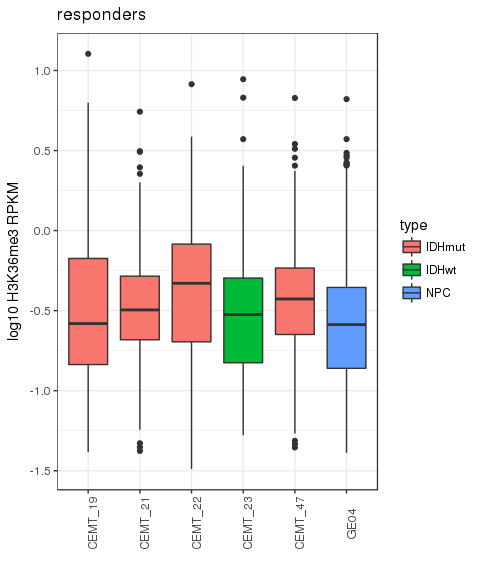 responders
log10 H3K36me3 RPKM
1.0
0.5
0.0
-0.5
-1.0
-1.5
CEMT_19
CEMT_21
CEMT_22
CEMT_23
CEMT_47
GE04
type
IDHmut
IDHwt
NPC